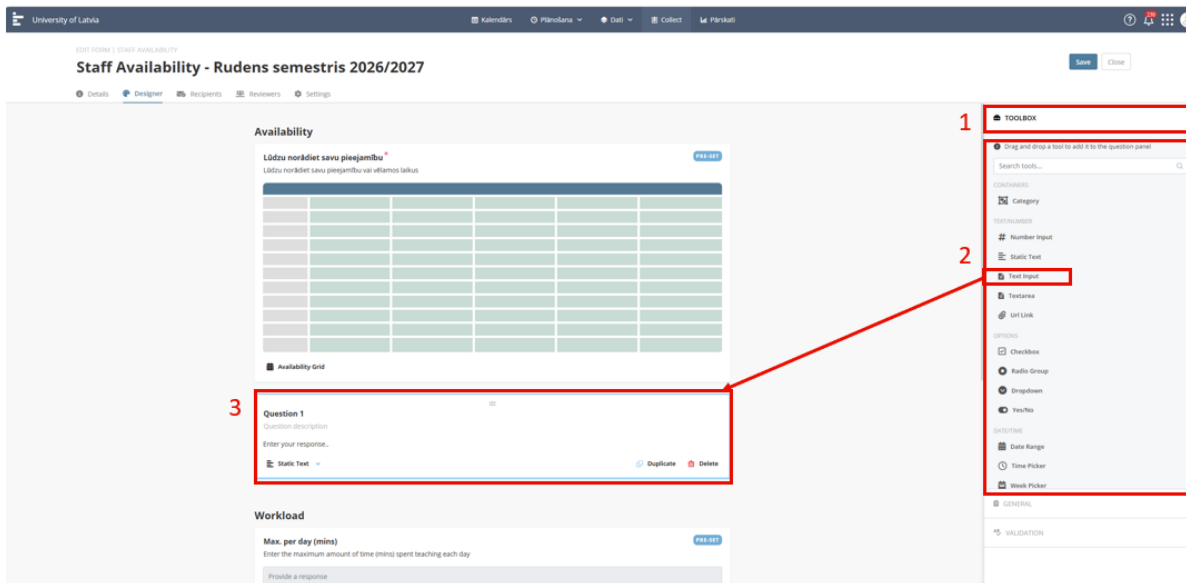 University of Latvia
Kalendārs
Plānošana
Dati
Collect
Pārskati
EDIT FORM | STAFF AVAILABILITY
Staff Availability - Rudens semestris 2026/2027
Save
Close
Details
Designer
Recipients
Reviewers
Settings
Availability
Lūdzu norādiet savu pieejamību *
PRE-SET
Lūdzu norādiet savu pieejamību vai vēlamos laikus
Availability Grid
3
Question 1
Question description
Enter your response..
Static Text
Duplicate
Delete
Workload
Max. per day (mins)
PRE-SET
Enter the maximum amount of time (mins) spent teaching each day
Provide a response
1
TOOLBOX
Drag and drop a tool to add it to the question panel
Search tools...
CONTAINERS
Category
TEXT/NUMBER
Number Input
2
Static Text
Text Input
Textarea
Url Link
OPTIONS
Checkbox
Radio Group
Dropdown
Yes/No
DATE/TIME
Date Range
Time Picker
Week Picker
GENERAL
VALIDATION